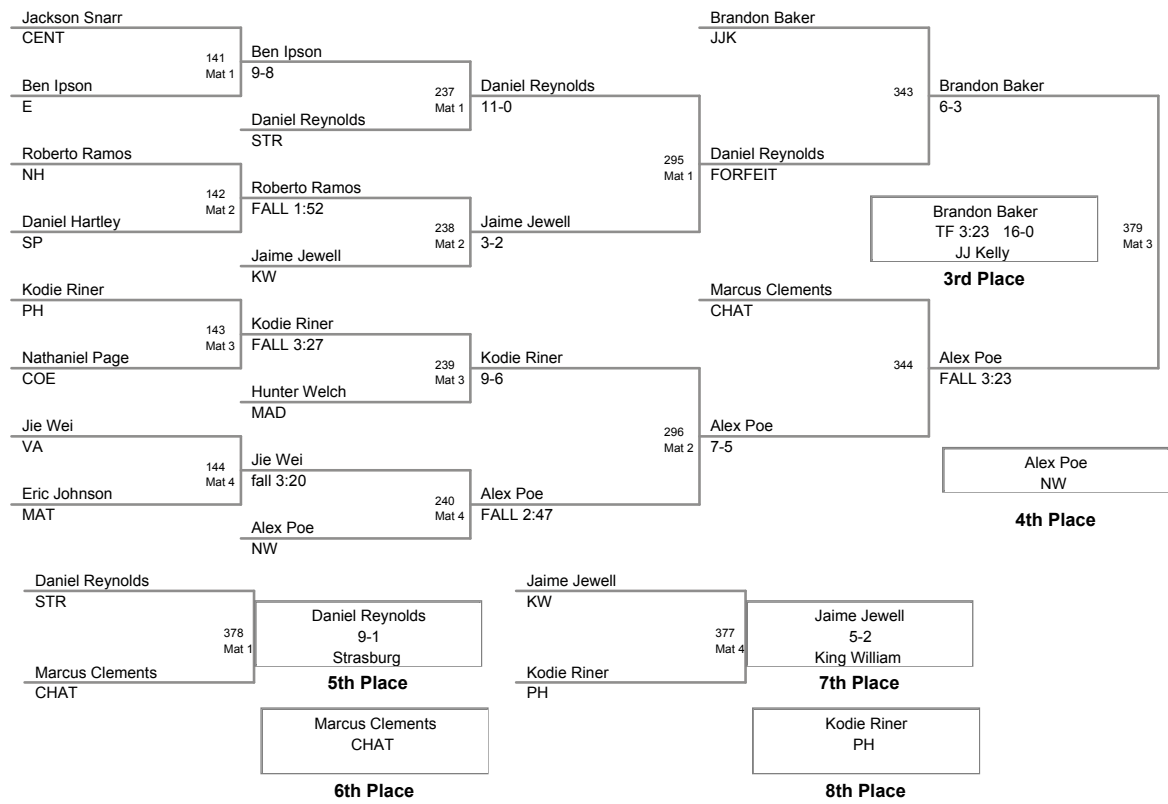 Jackson Snarr
CENT
141
Mat 1
Ben Ipson
E
Ben Ipson
9-8
237
Mat 1
Daniel Reynolds
STR
Daniel Reynolds
11-0
Roberto Ramos
NH
142
Mat 2
Daniel Hartley
SP
Roberto Ramos
FALL 1:52
238
Mat 2
Jaime Jewell
KW
Jaime Jewell
3-2
295
Mat 1
Brandon Baker
JJK
343
Daniel Reynolds
FORFEIT
Brandon Baker
6-3
Brandon Baker
TF 3:23 16-0
JJ Kelly
3rd Place
379
Mat 3
Kodie Riner
PH
143
Mat 3
Nathaniel Page
COE
Kodie Riner
FALL 3:27
239
Mat 3
Hunter Welch
MAD
Kodie Riner
9-6
Jie Wei
VA
144
Mat 4
Eric Johnson
MAT
Jie Wei
fall 3:20
240
Mat 4
Alex Poe
NW
Alex Poe
FALL 2:47
296
Mat 2
Marcus Clements
CHAT
344
Alex Poe
7-5
Alex Poe
FALL 3:23
Alex Poe
NW
4th Place
Daniel Reynolds
STR
378
Mat 1
Marcus Clements
CHAT
Daniel Reynolds
9-1
Strasburg
5th Place
Marcus Clements
CHAT
6th Place
Jaime Jewell
KW
377
Mat 4
Kodie Riner
PH
Jaime Jewell
5-2
King William
7th Place
Kodie Riner
PH
8th Place